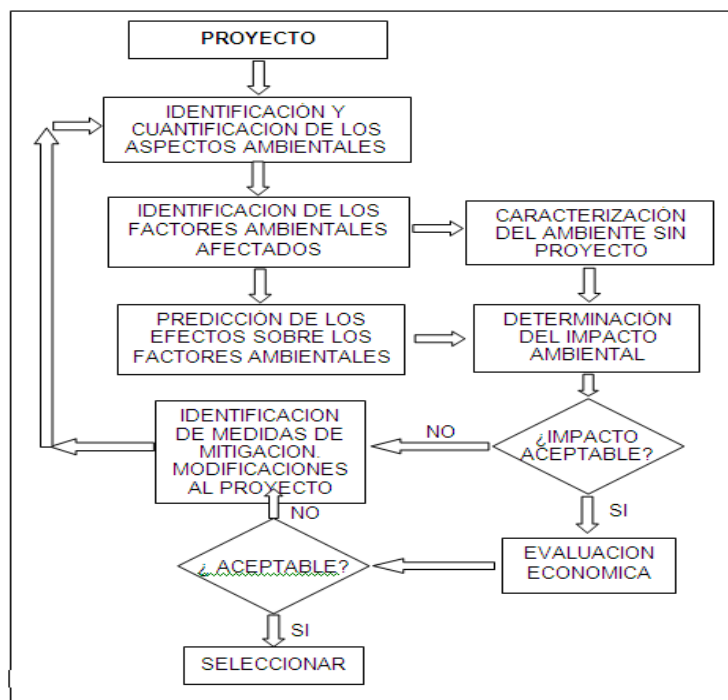 PROYECTO
IDENTIFICACIÓN Y
CUANTIFICACION DE LOS
ASPECTOS AMBIENTALES
IDENTIFICACION DE LOS
FACTORES AMBIENTALES
AFECTADOS
CARACTERIZACIÓN
DEL AMBIENTE SIN
PROYECTO
PREDICCIÓN DE LOS
EFECTOS SOBRE LOS
FACTORES AMBIENTALES
DETERMINACIÓN
DEL IMPACTO
AMBIENTAL
IDENTIFICACION
DE MEDIDAS DE
MITIGACION.
MODIFICACIONES
AL PROYECTO
NO
¿IMPACTO
ACEPTABLE?
NO
SI
¿ ACEPTABLE?
EVALUACION
ECONOMICA
SI
SELECCIONAR